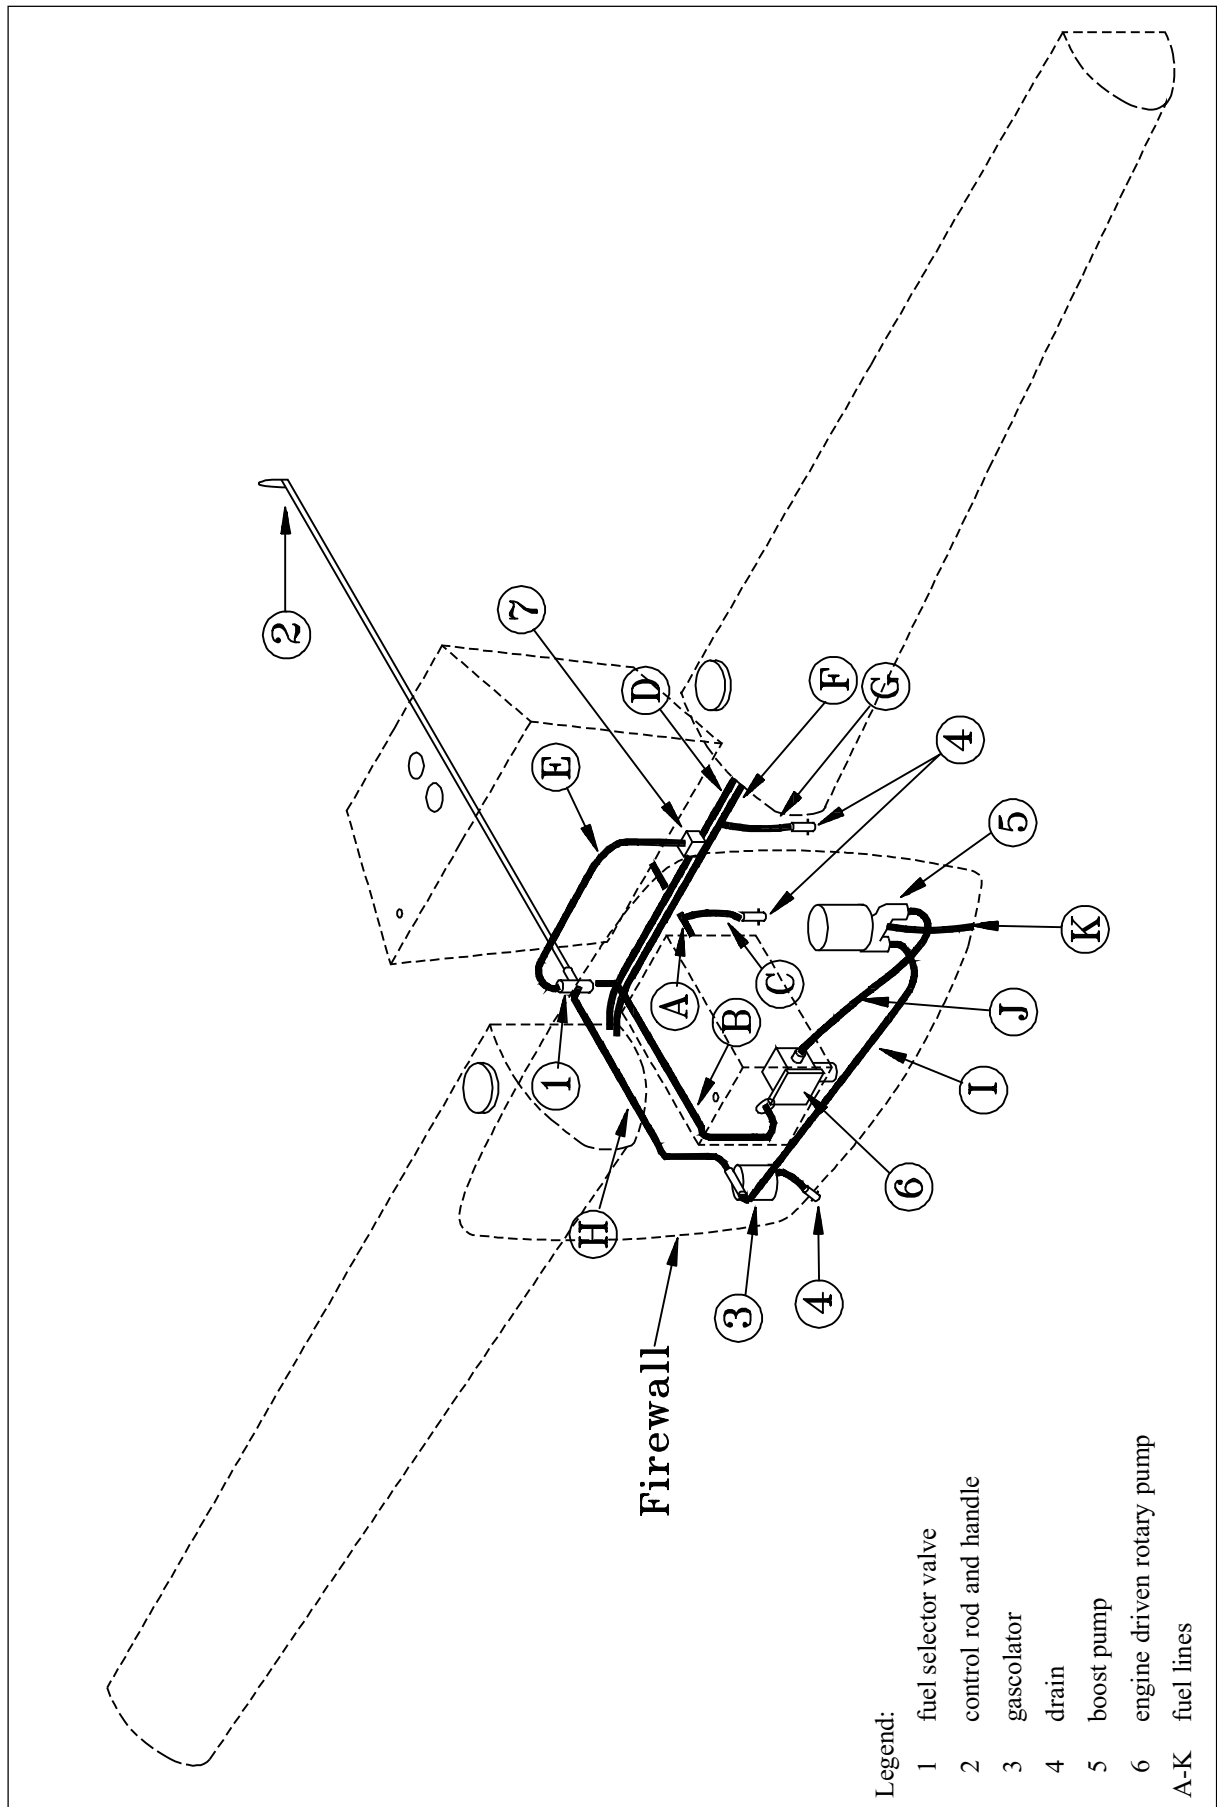 2
7
D
F
G
E
4
5
1
A
C
B
K
J
I
H
6
3
4
Firewall
Legend:
1 fuel selector valve
2 control rod and handle
3 gascolator
4 drain
5 boost pump
6 engine driven rotary pump
A-K fuel lines